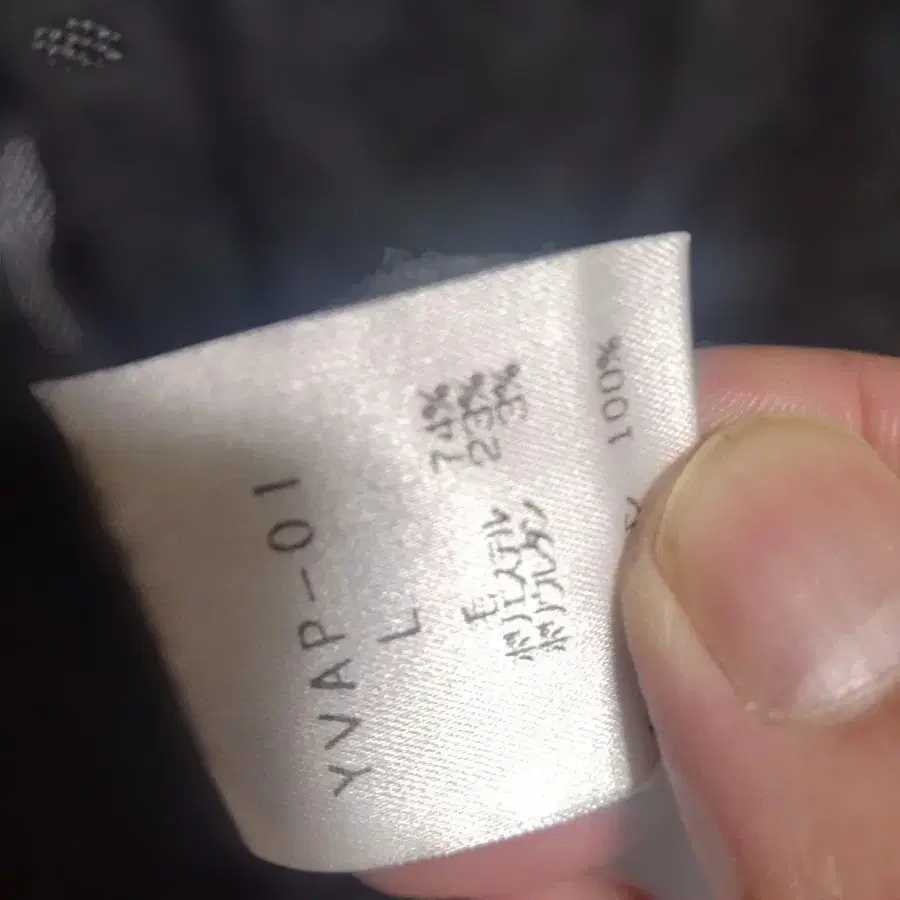 YVAP-01
L
毛 74%
ポリエステル 23%
ポリウレタン 3%
100%